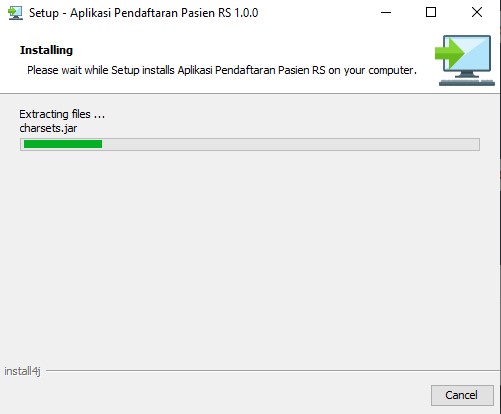 Setup - Aplikasi Pendaftaran Pasien RS 1.0.0
Installing
Please wait while Setup installs Aplikasi Pendaftaran Pasien RS on your computer.
Extracting files ...
charsets.jar
install4j
Cancel